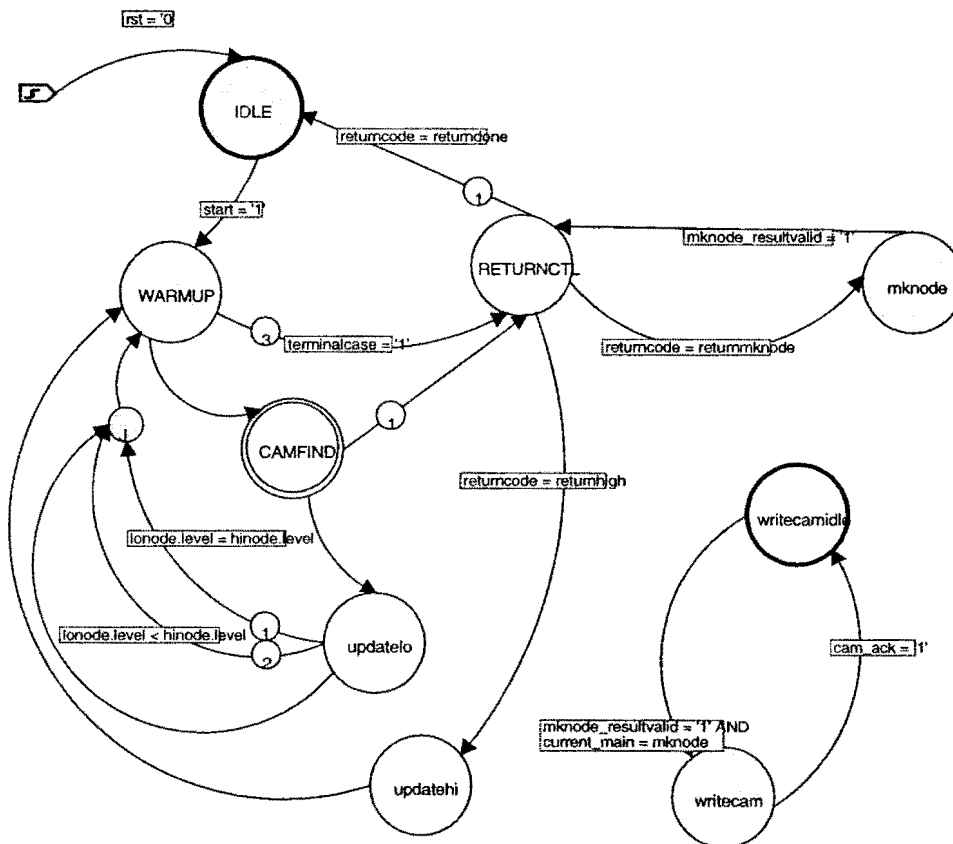 rst = '0'
IDLE
returncode = returndone
1
start = '1'
mknode_resultvalid = '1'
RETURNCTL
WARMUP
mknode
3
terminalcase = '1'
returncode = returnmknode
1
CAMFIND
returncode = returnhigh
writecamidle
lonode.level = hinode.level
1
lonode.level < hinode.level
2
updatelo
cam_ack = '1'
mknode_resultvalid = '1' AND
current_main = mknode
updatehi
writecam